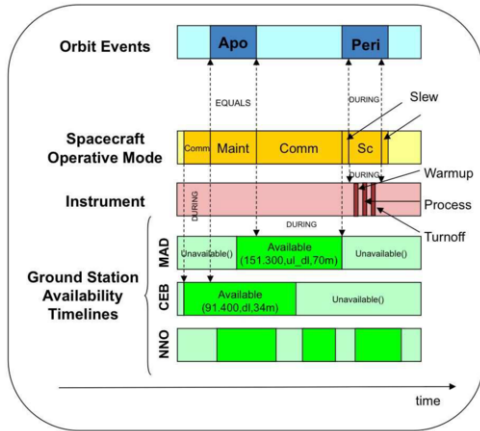 Orbit Events
Apo
Peri
EQUALS
DURING
Slew
Spacecraft
Operative Mode
Comm
Maint
Comm
Sc
DURING
Warmup
Instrument
DURING
Process
DURING
Turnoff
Ground Station
Availability
Timelines
MAD
Unavailable()
Available
(151.300,ul_dl,70m)
Unavailable()
CEB
Available
(91.400,dl,34m)
Unavailable()
NNO
time